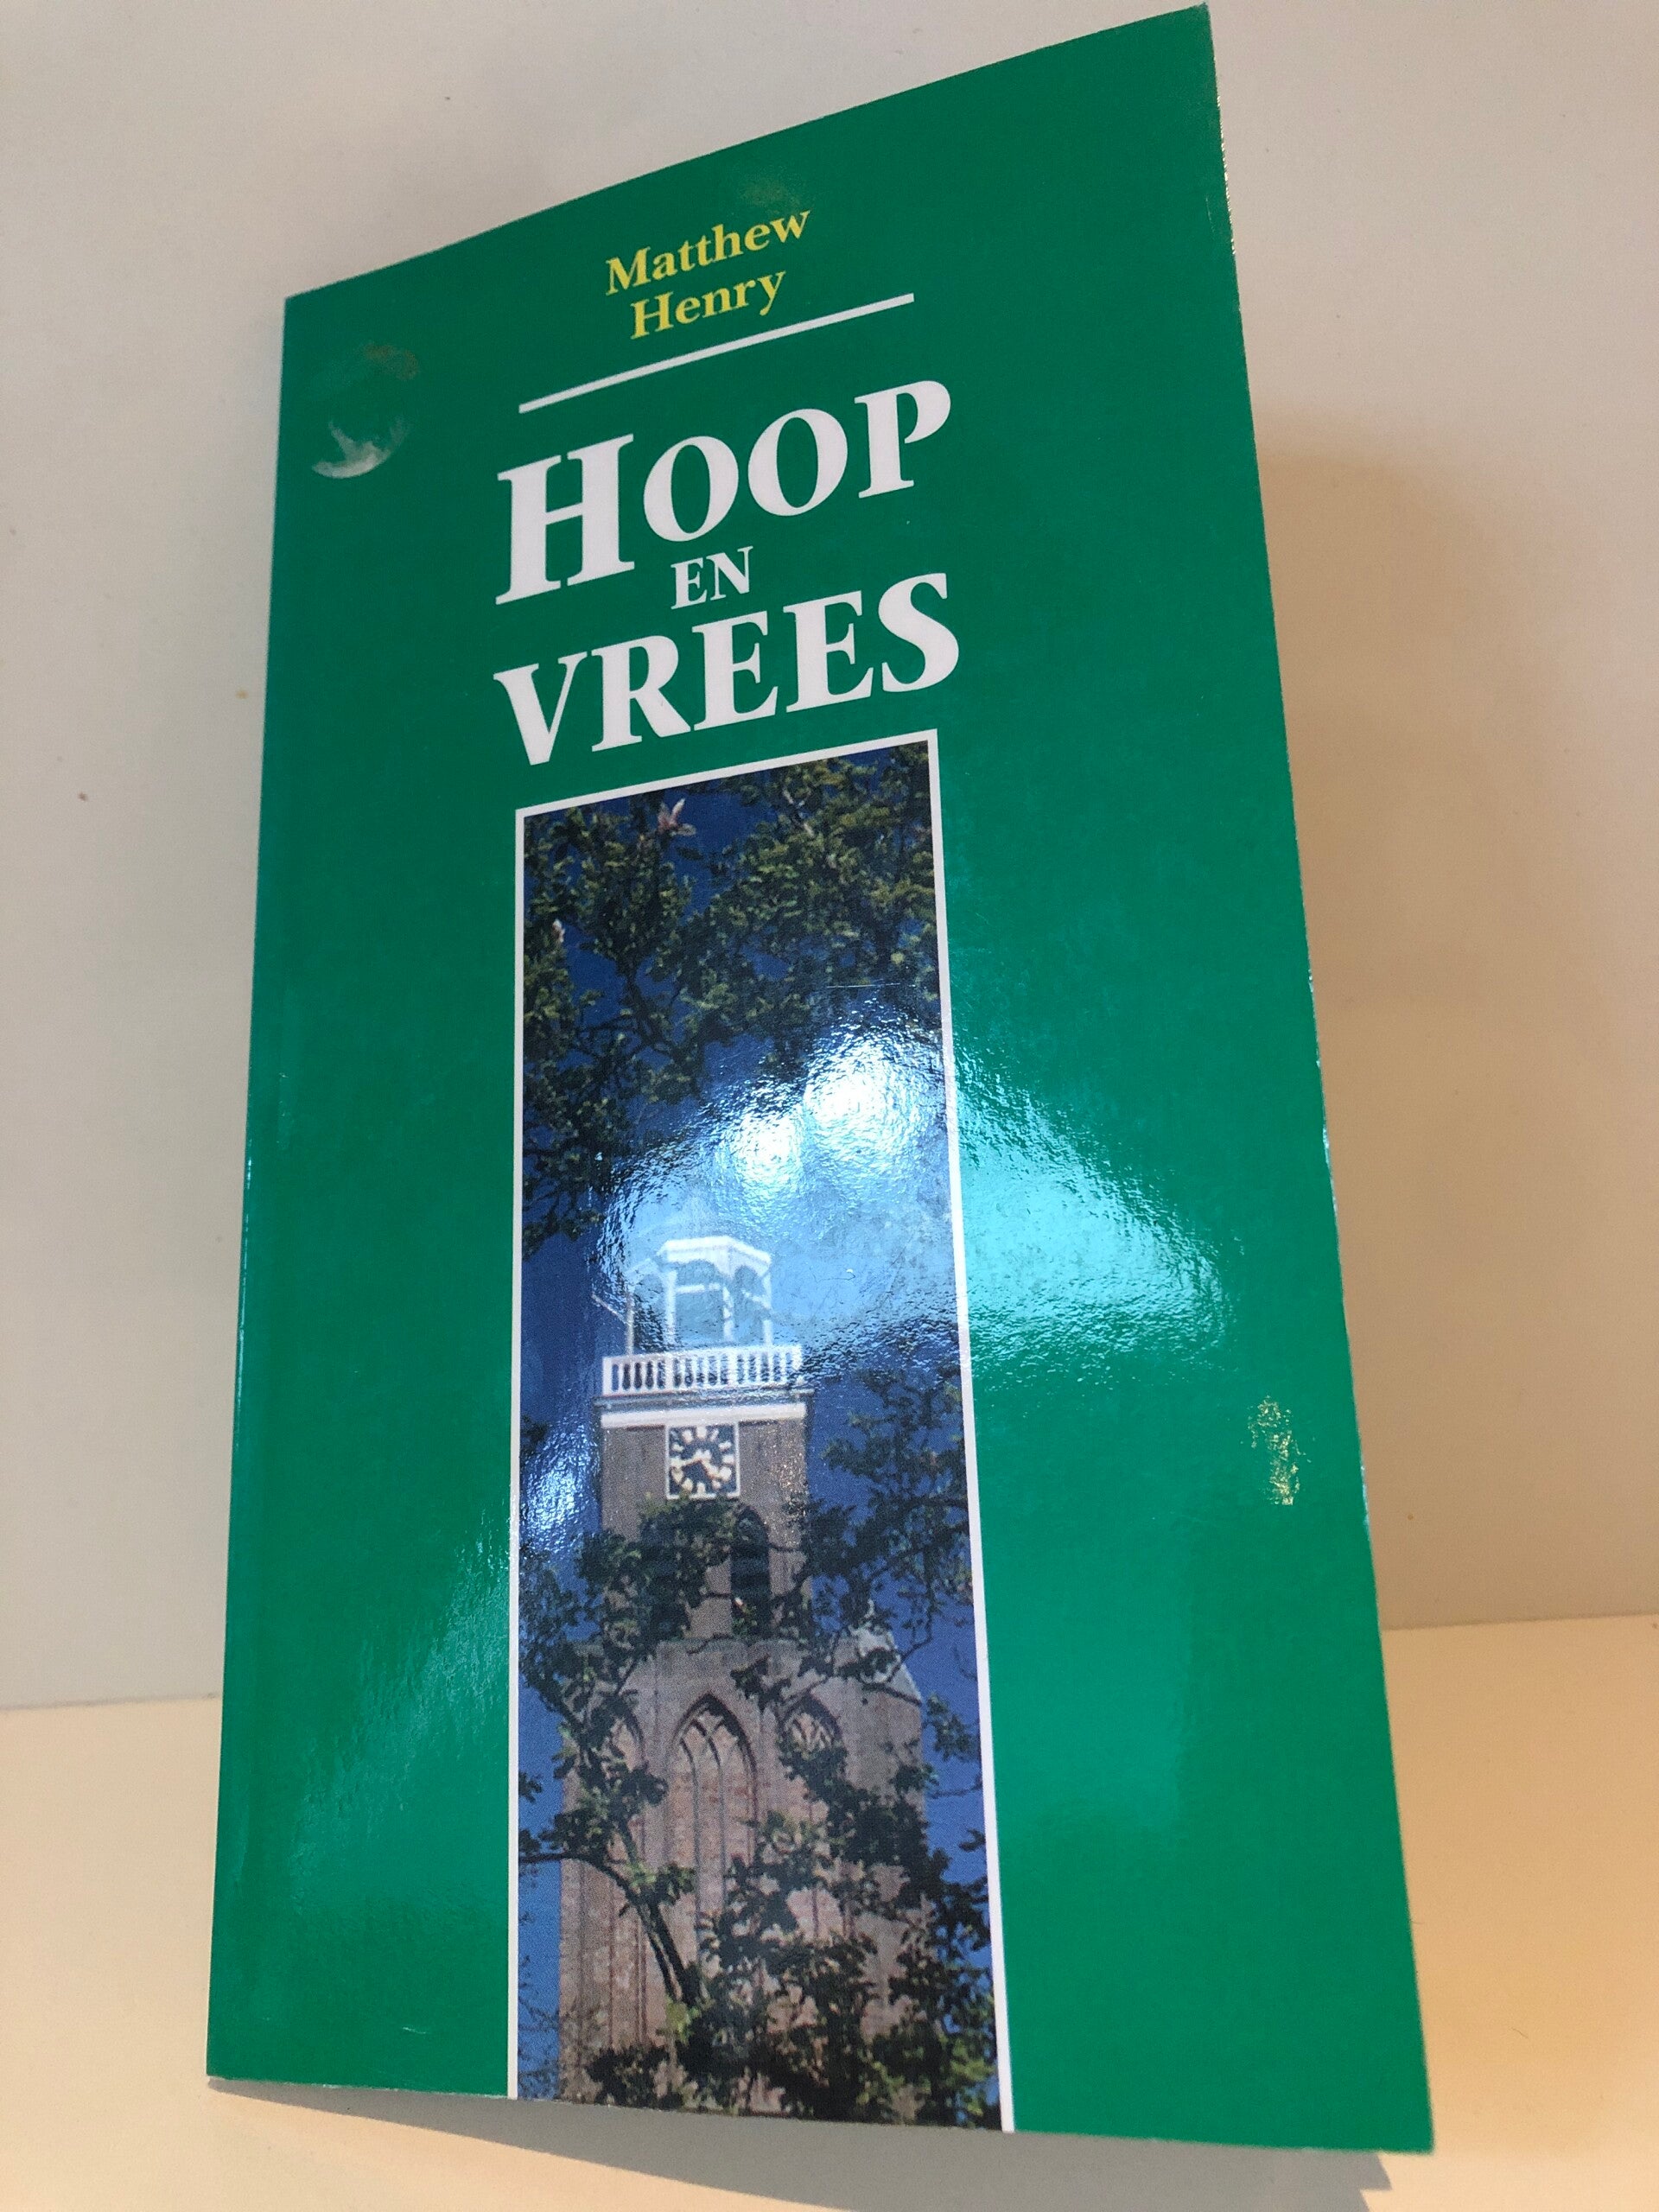 Matthew
Henry
HOOP
EN
VREES